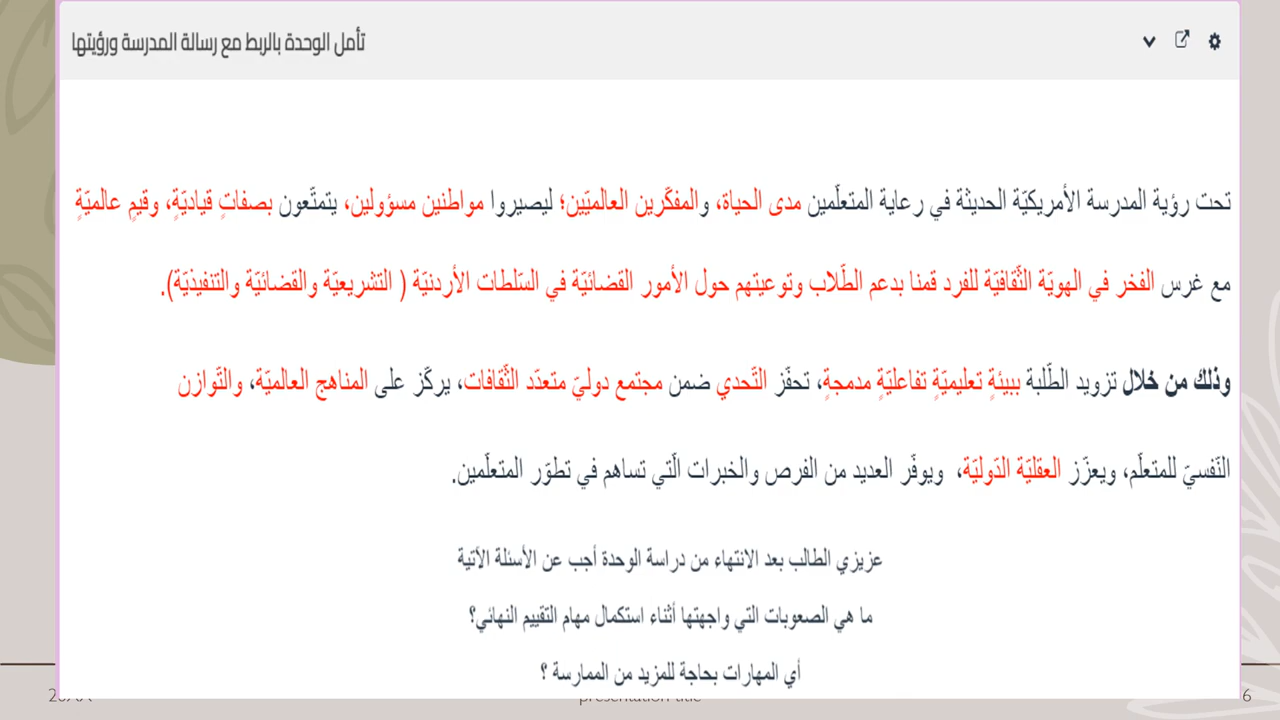 تأمل الوحدة بالربط مع رسالة المدرسة ورؤيتها
تحت رؤية المدرسة الأمريكيّة الحديثة في رعاية المتعلّمين مدى الحياة، والمفكّرين العالميّين؛ ليصيروا مواطنين مسؤولين، يتمتّعون بصفاتٍ قياديّةٍ، وقيمٍ عالميّةٍ
مع غرس الفخر في الهويّة الثّقافيّة للفرد قمنا بدعم الطّلاب وتوعيتهم حول الأمور القضائيّة في السّلطات الأردنيّة ( التشريعيّة والقضائيّة والتنفيذيّة).
وذلك من خلال تزويد الطّلبة ببيئةٍ تعليميّةٍ تفاعليّةٍ مدمجةٍ، تحفّز التّحدي ضمن مجتمع دوليّ متعدّد الثّقافات، يركّز على المناهج العالميّة، والتّوازن
النّفسيّ للمتعلّم، ويعزّز العقليّة الدّوليّة، ويوفّر العديد من الفرص والخبرات الّتي تساهم في تطوّر المتعلّمين.
عزيزي الطالب بعد الانتهاء من دراسة الوحدة أجب عن الأسئلة الآتية
ما هي الصعوبات التي واجهتها أثناء استكمال مهام التقييم النهائي؟
أي المهارات بحاجة للمزيد من الممارسة ؟
6